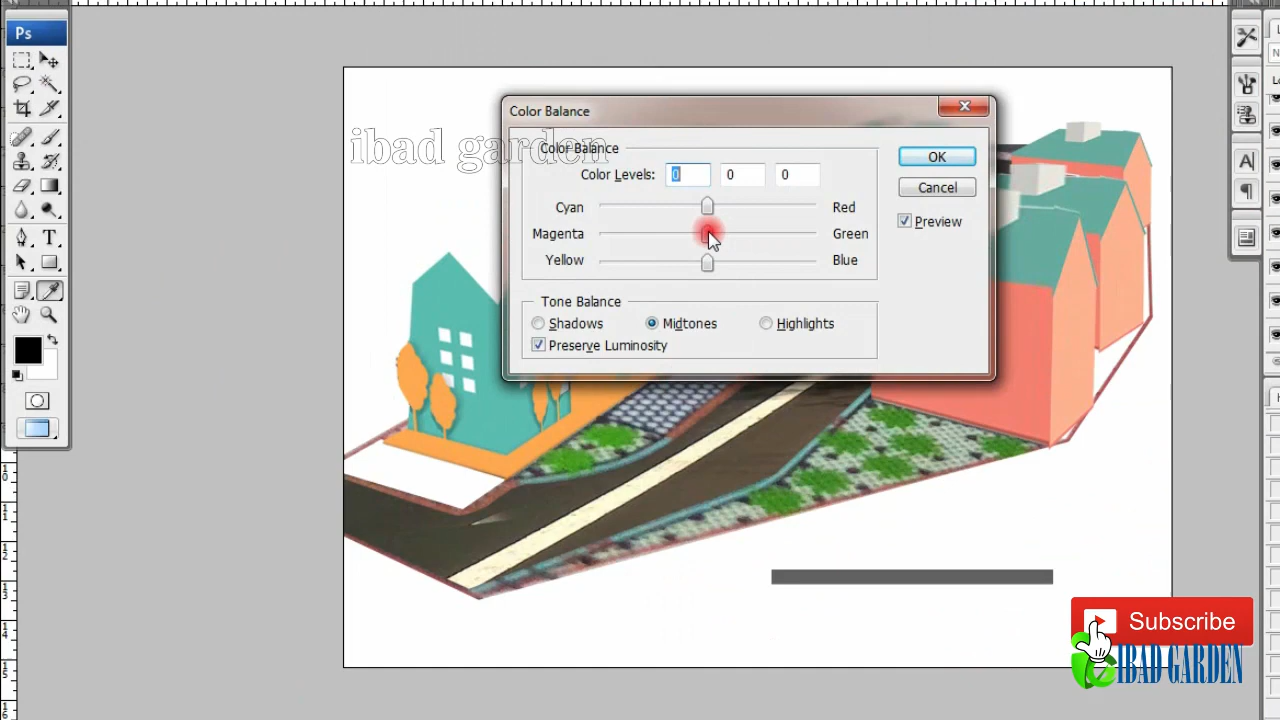 Ps
Color Balance
ibad garden
Color Balance
Color Levels: 0 0 0
Cyan Red
Magenta Green
Yellow Blue
OK
Cancel
Preview
Tone Balance
Shadows Midtones Highlights
Preserve Luminosity
Subscribe
IBAD GARDEN